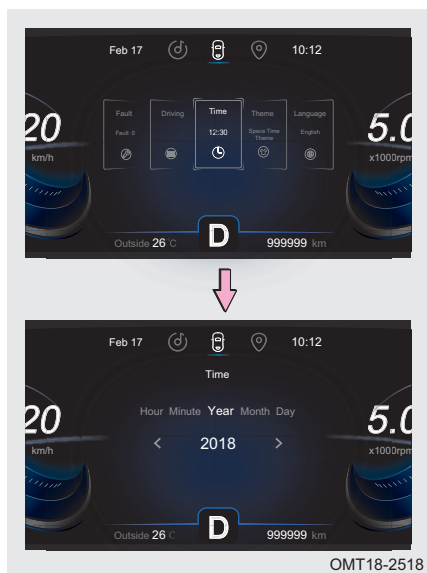 Feb 17 10:12
Fault Driving Time Theme Language
Fault 0 12:30 Space Time Theme English
20 5.0
km/h x1000rpm
D
Outside 26°C 999999 km
Feb 17 10:12
Time
Hour Minute Year Month Day
< 2018 >
20 5.0
km/h x1000rpm
D
Outside 26°C 999999 km
OMT18-2518